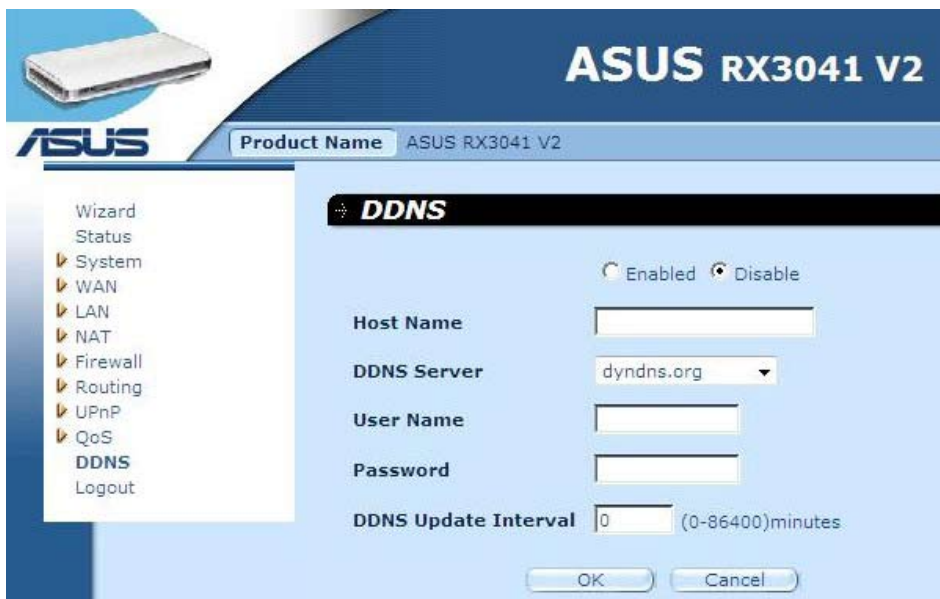 ASUS RX3041 V2
ASUS
Product Name ASUS RX3041 V2
Wizard
Status
System
WAN
LAN
NAT
Firewall
Routing
UPnP
QoS
DDNS
Logout
DDNS
Enabled Disable
Host Name
DDNS Server dyndns.org
User Name
Password
DDNS Update Interval 0 (0-86400)minutes
OK Cancel